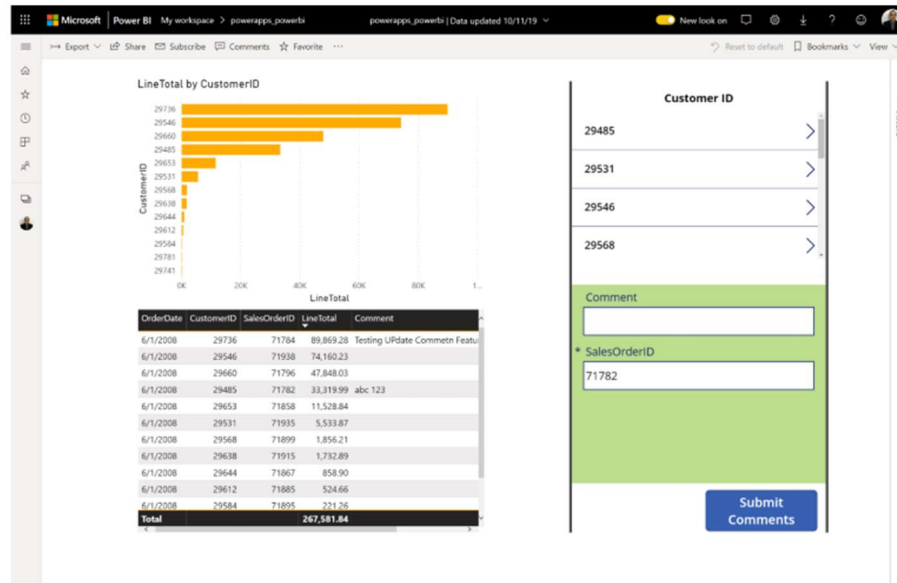 Microsoft Power BI My workspace > powerapps_powerbi powerapps_powerbi | Data updated 10/11/19 New look on ?
Export Share Subscribe Comments Favorite ... Reset to default Bookmarks View
LineTotal by CustomerID
CustomerID
29736
29546
29660
29485
29653
29531
29568
29638
29644
29612
29584
29781
29741
0K 20K 40K 60K 80K 1...
LineTotal
OrderDate CustomerID SalesOrderID LineTotal Comment
6/1/2008 29736 71784 89,869.28 Testing UPdate Commetn Featu
6/1/2008 29546 71938 74,160.23
6/1/2008 29660 71796 47,848.03
6/1/2008 29485 71782 33,319.99 abc 123
6/1/2008 29653 71858 11,528.84
6/1/2008 29531 71935 5,533.87
6/1/2008 29568 71899 1,856.21
6/1/2008 29638 71915 1,732.89
6/1/2008 29644 71867 858.90
6/1/2008 29612 71885 524.66
6/1/2008 29584 71895 221.26
Total 267,581.84
Customer ID
29485
29531
29546
29568
Comment
* SalesOrderID
71782
Submit
Comments